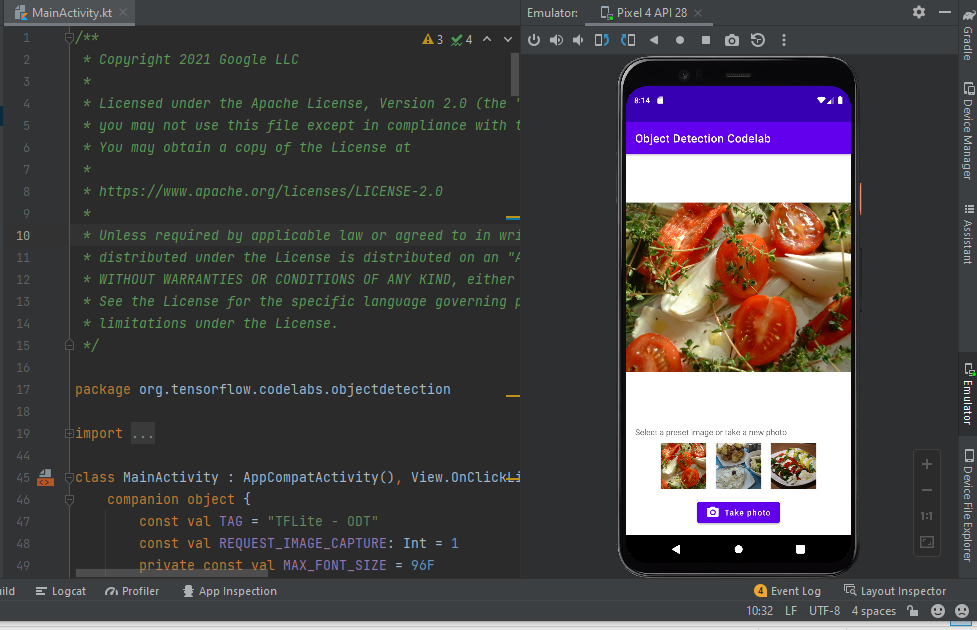 MainActivity.kt
3 4
1 /**
2 * Copyright 2021 Google LLC
3 *
4 * Licensed under the Apache License, Version 2.0 (the "
5 * you may not use this file except in compliance with t
6 * You may obtain a copy of the License at
7 *
8 * https://www.apache.org/licenses/LICENSE-2.0
9 *
10 * Unless required by applicable law or agreed to in wri
11 * distributed under the License is distributed on an "A
12 * WITHOUT WARRANTIES OR CONDITIONS OF ANY KIND, either
13 * See the License for the specific language governing p
14 * limitations under the License.
15 */
16
17 package org.tensorflow.codelabs.objectdetection
18
19 import ...
44
45 class MainActivity : AppCompatActivity(), View.OnClickLi
46 companion object {
47 const val TAG = "TFLite - ODT"
48 const val REQUEST_IMAGE_CAPTURE: Int = 1
49 private const val MAX_FONT_SIZE = 96F
Emulator: Pixel 4 API 28
8:14
Object Detection Codelab
Select a preset image or take a new photo
Take photo
1:1
Gradle
Device Manager
Assistant
Emulator
Device File Explorer
ild Logcat Profiler App Inspection
4 Event Log Layout Inspector
10:32 LF UTF-8 4 spaces